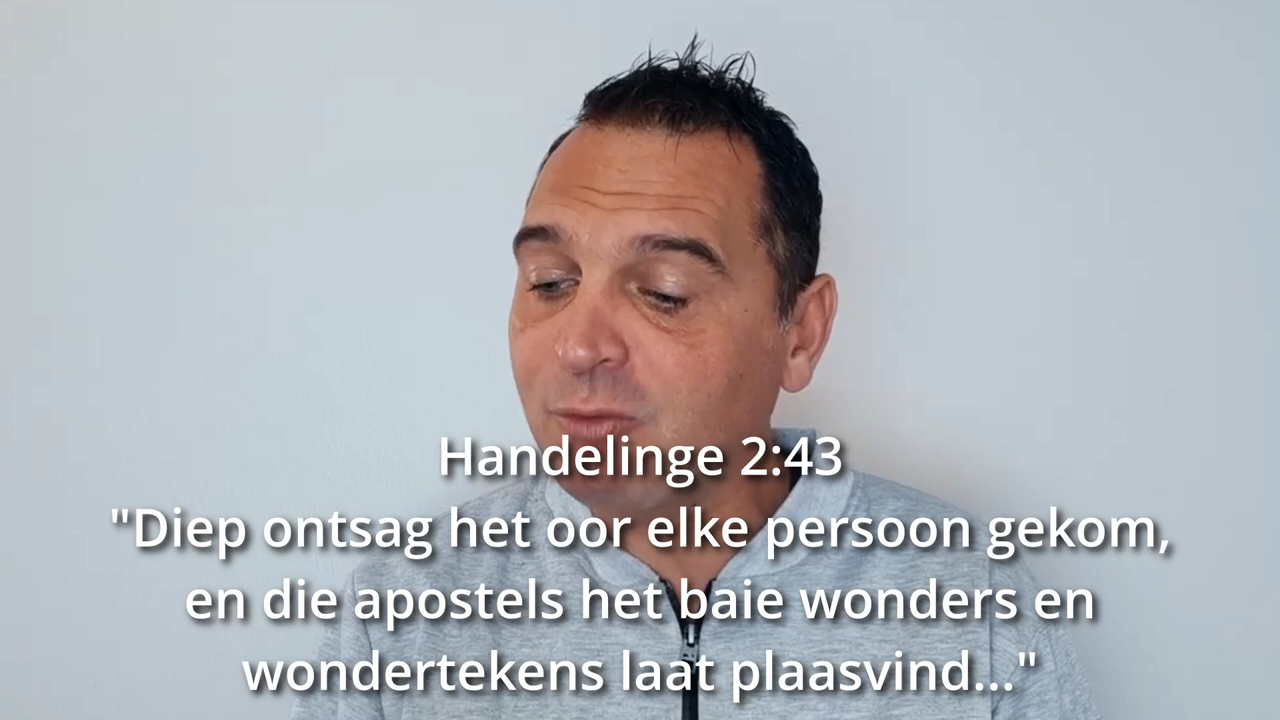 Handelinge 2:43
"Diep ontsag het oor elke persoon gekom,
en die apostels het baie wonders en
wondertekens laat plaasvind..."